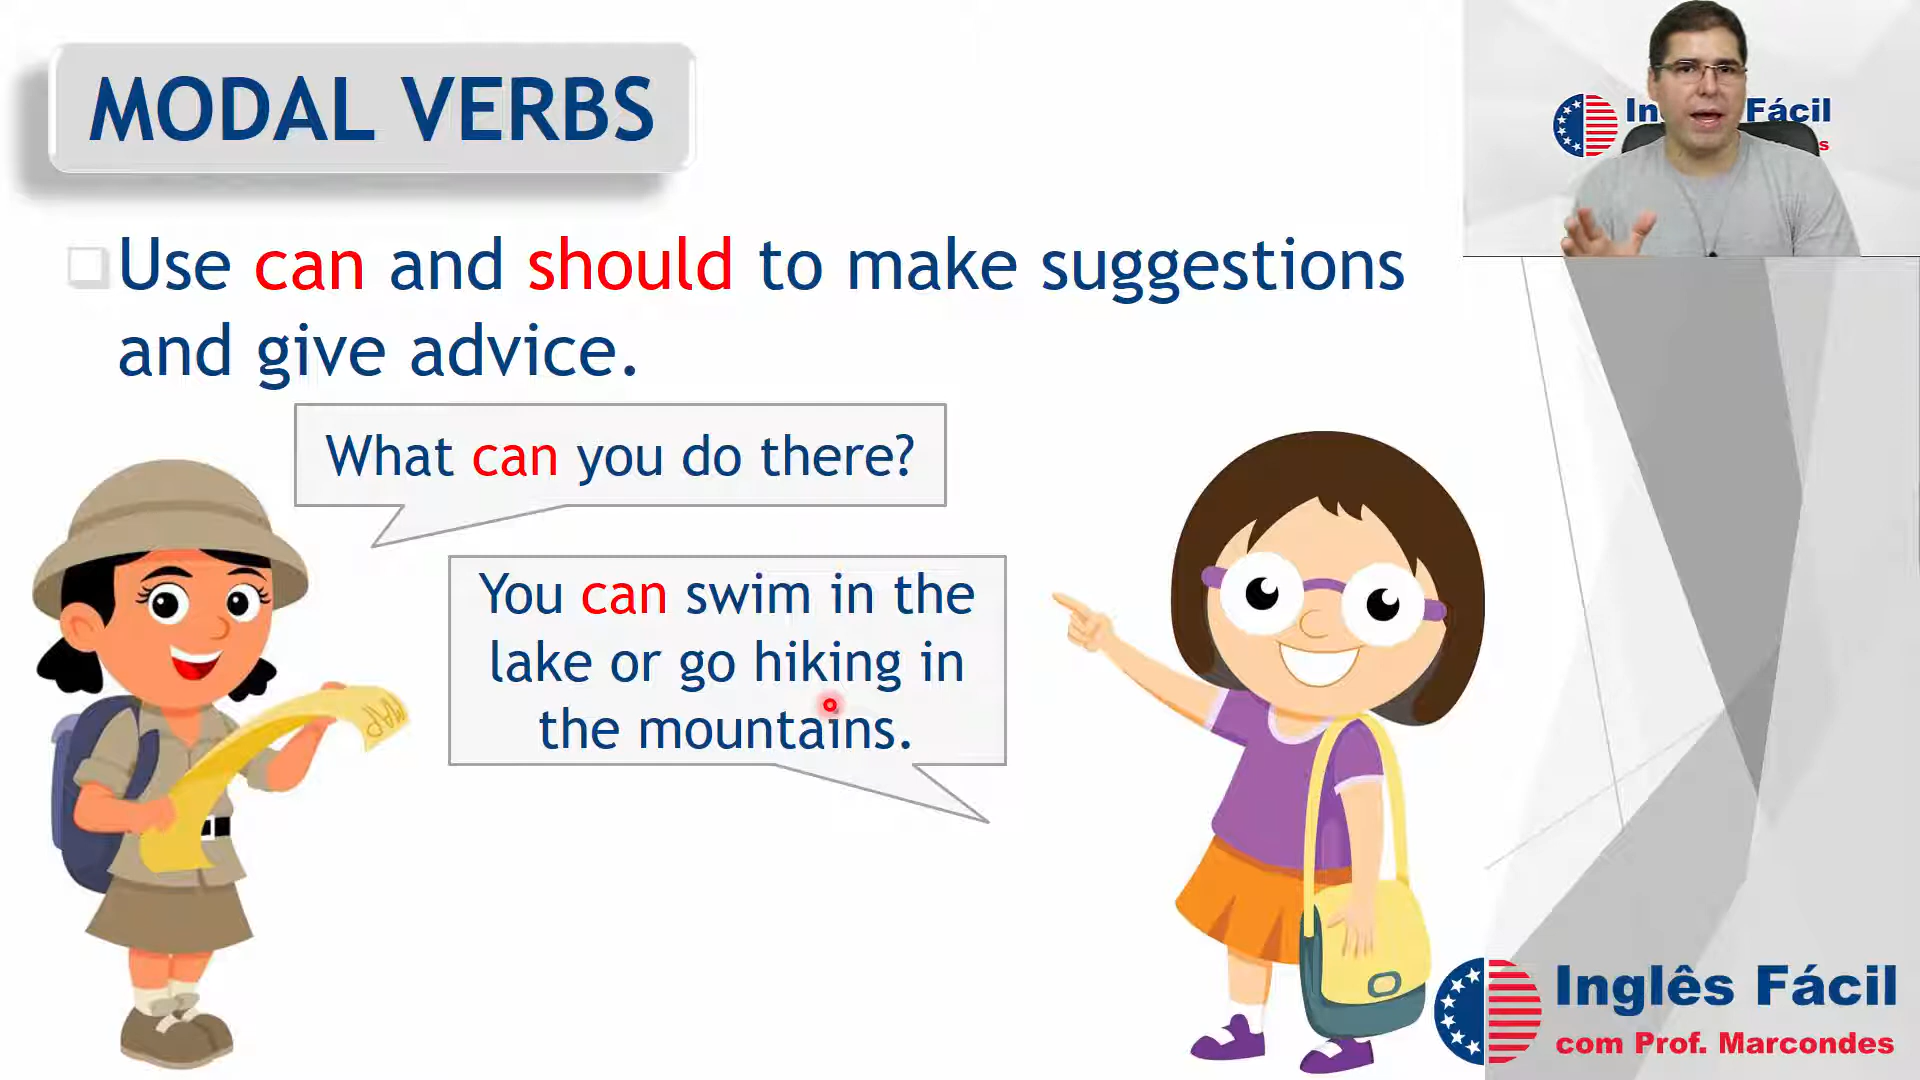 MODAL VERBS
Use can and should to make suggestions
and give advice.
What can you do there?
You can swim in the
lake or go hiking in
the mountains.
MAP
Inglês Fácil
com Prof. Marcondes